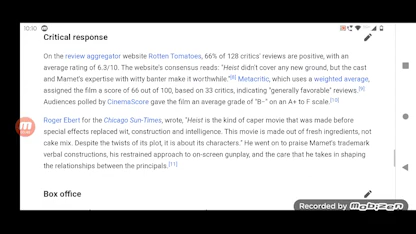 10:10
Critical response
On the review aggregator website Rotten Tomatoes, 66% of 128 critics' reviews are positive, with an
average rating of 6.3/10. The website's consensus reads: "Heist didn't cover any new ground, but the cast
and Mamet's expertise with witty banter make it worthwhile."[8] Metacritic, which uses a weighted average,
assigned the film a score of 66 out of 100, based on 33 critics, indicating "generally favorable" reviews.[9]
Audiences polled by CinemaScore gave the film an average grade of "B−" on an A+ to F scale.[10]
Roger Ebert for the Chicago Sun-Times, wrote, "Heist is the kind of caper movie that was made before
special effects replaced wit, construction and intelligence. This movie is made out of fresh ingredients, not
cake mix. Despite the twists of its plot, it is about its characters." He went on to praise Mamet's trademark
verbal constructions, his restrained approach to on-screen gunplay, and the care that he takes in shaping
the relationships between the principals.[11]
Box office
Recorded by Mobizen